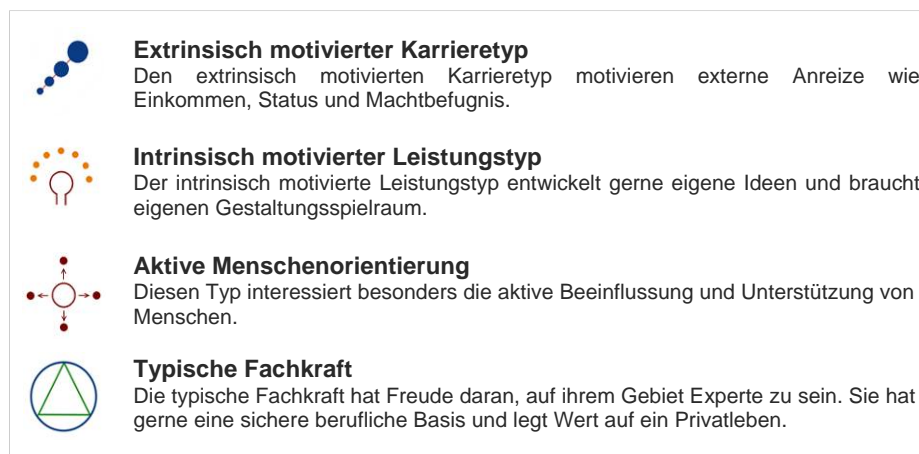 Extrinsisch motivierter Karrieretyp
Den extrinsisch motivierten Karrieretyp motivieren externe Anreize wie
Einkommen, Status und Machtbefugnis.
Intrinsisch motivierter Leistungstyp
Der intrinsisch motivierte Leistungstyp entwickelt gerne eigene Ideen und braucht
eigenen Gestaltungsspielraum.
Aktive Menschenorientierung
Diesen Typ interessiert besonders die aktive Beeinflussung und Unterstützung von
Menschen.
Typische Fachkraft
Die typische Fachkraft hat Freude daran, auf ihrem Gebiet Experte zu sein. Sie hat
gerne eine sichere berufliche Basis und legt Wert auf ein Privatleben.